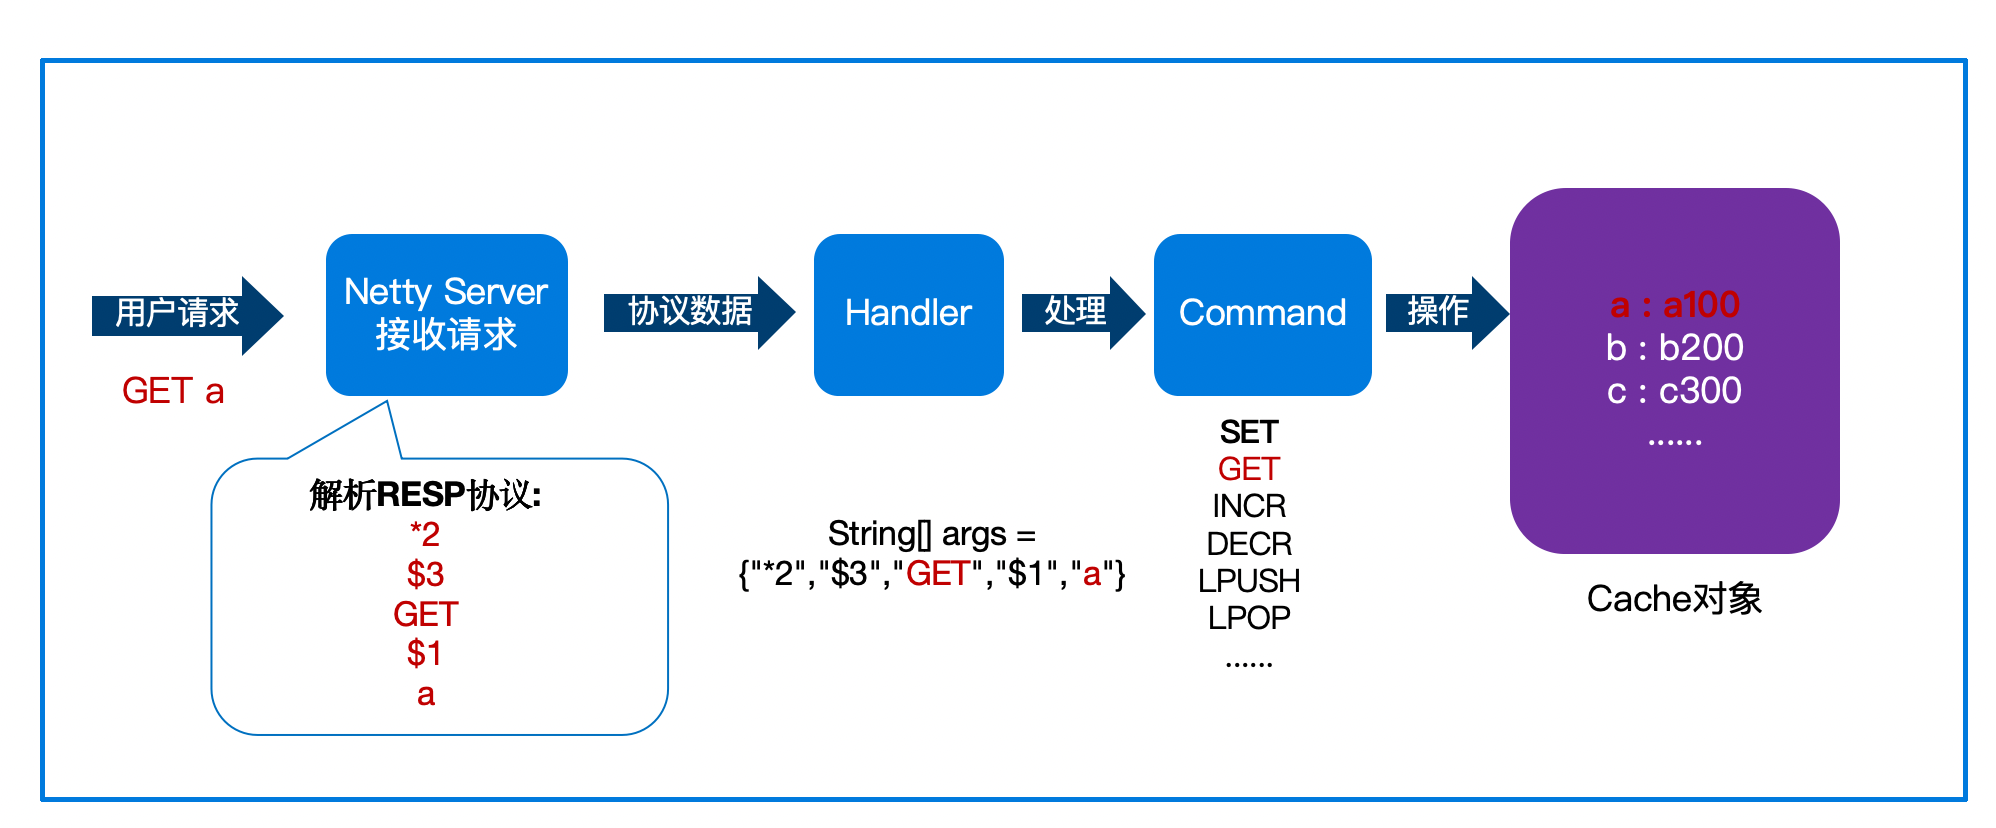 用户请求
GET a
Netty Server
接收请求
解析RESP协议:
*2
$3
GET
$1
a
协议数据
Handler
String[] args =
{"*2","$3","GET","$1","a"}
处理
Command
SET
GET
INCR
DECR
LPUSH
LPOP
......
操作
a : a100
b : b200
c : c300
......
Cache对象